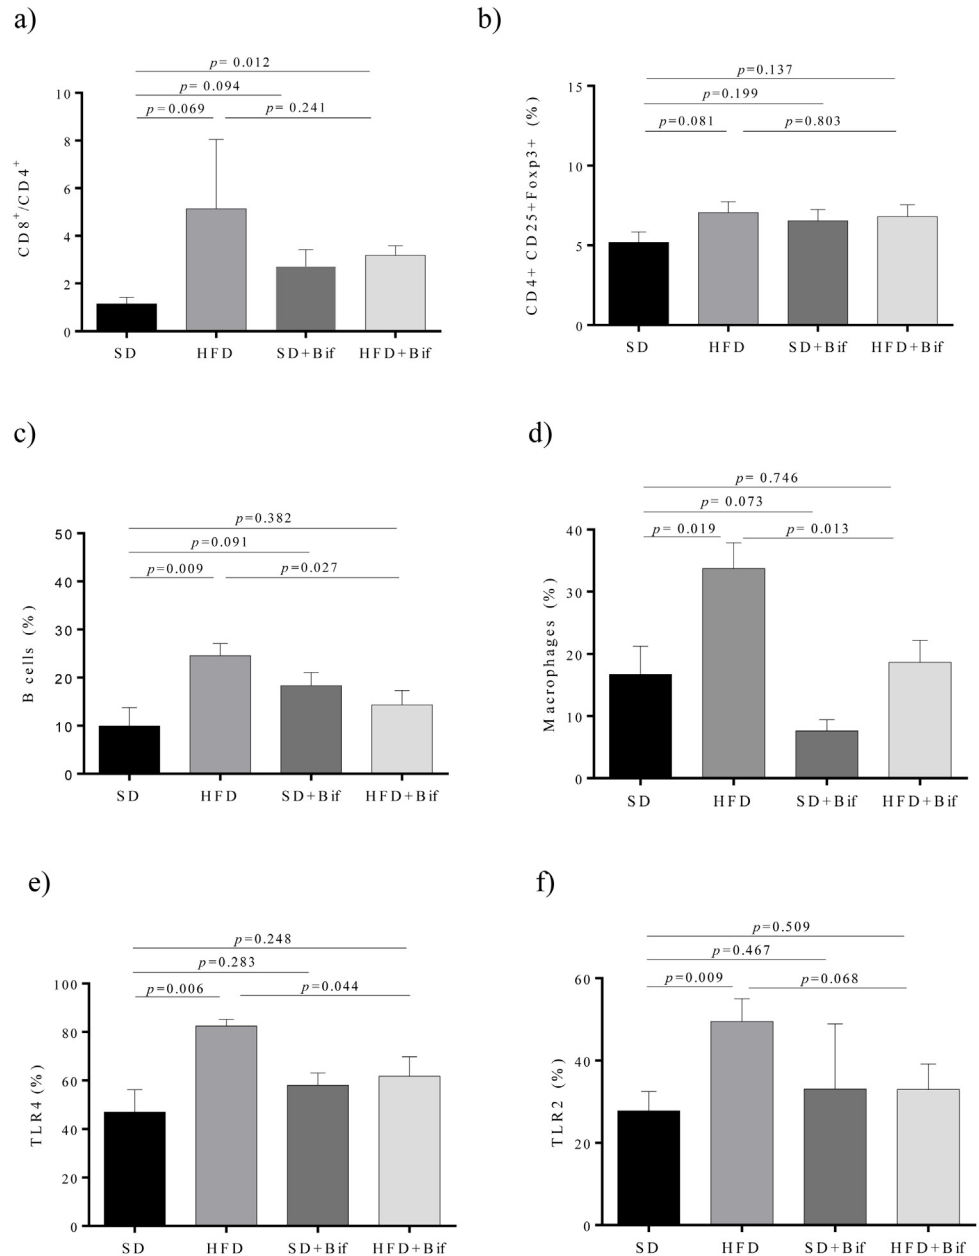 a)
p= 0.012
p= 0.094
p= 0.069
p= 0.241
10
8
6
4
2
0
CD8+/CD4+
SD
HFD
SD+Bif
HFD+Bif
b)
p=0.137
p=0.199
p=0.081
p=0.803
15
10
5
0
CD4+ CD25+Foxp3+ (%)
SD
HFD
SD+Bif
HFD+Bif
c)
p=0.382
p=0.091
p=0.009
p=0.027
50
40
30
20
10
0
B cells (%)
SD
HFD
SD+Bif
HFD+Bif
d)
p= 0.746
p= 0.073
p= 0.019
p= 0.013
40
30
20
10
0
Macrophages (%)
SD
HFD
SD+Bif
HFD+Bif
e)
p=0.248
p=0.283
p=0.006
p=0.044
100
80
60
40
20
0
TLR4 (%)
SD
HFD
SD+Bif
HFD+Bif
f)
p=0.509
p=0.467
p=0.009
p=0.068
60
40
20
0
TLR2 (%)
SD
HFD
SD+Bif
HFD+Bif